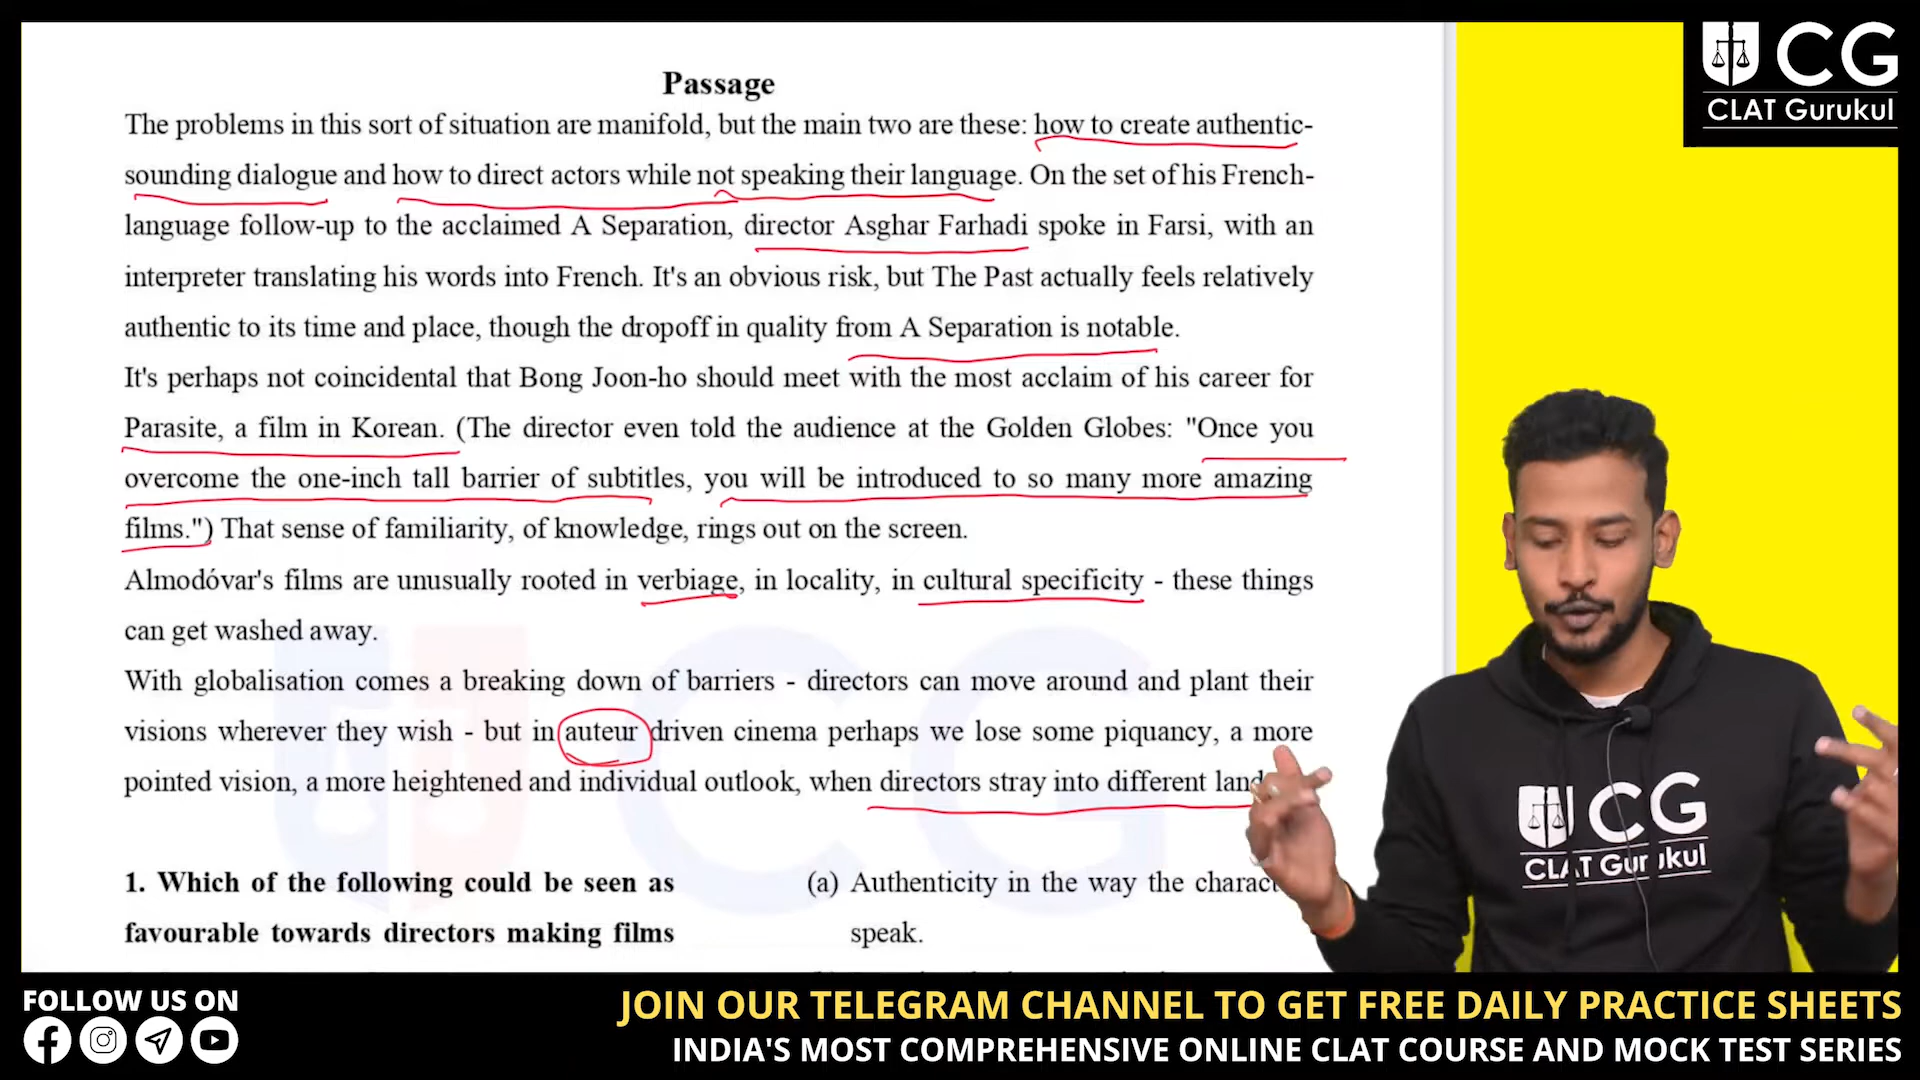 Passage
The problems in this sort of situation are manifold, but the main two are these: how to create authentic-
sounding dialogue and how to direct actors while not speaking their language. On the set of his French-
language follow-up to the acclaimed A Separation, director Asghar Farhadi spoke in Farsi, with an
interpreter translating his words into French. It's an obvious risk, but The Past actually feels relatively
authentic to its time and place, though the dropoff in quality from A Separation is notable.
It's perhaps not coincidental that Bong Joon-ho should meet with the most acclaim of his career for
Parasite, a film in Korean. (The director even told the audience at the Golden Globes: "Once you
overcome the one-inch tall barrier of subtitles, you will be introduced to so many more amazing
films.") That sense of familiarity, of knowledge, rings out on the screen.
Almodóvar's films are unusually rooted in verbiage, in locality, in cultural specificity - these things
can get washed away.
With globalisation comes a breaking down of barriers - directors can move around and plant their
visions wherever they wish - but in auteur driven cinema perhaps we lose some piquancy, a more
pointed vision, a more heightened and individual outlook, when directors stray into different
1. Which of the following could be seen as
favourable towards directors making films
(a) Authenticity in the way the
speak.
CG
CLAT Gurukul
CG
CLAT Gurukul
FOLLOW US ON
JOIN OUR TELEGRAM CHANNEL TO GET FREE DAILY PRACTICE SHEETS
INDIA'S MOST COMPREHENSIVE ONLINE CLAT COURSE AND MOCK TEST SERIES